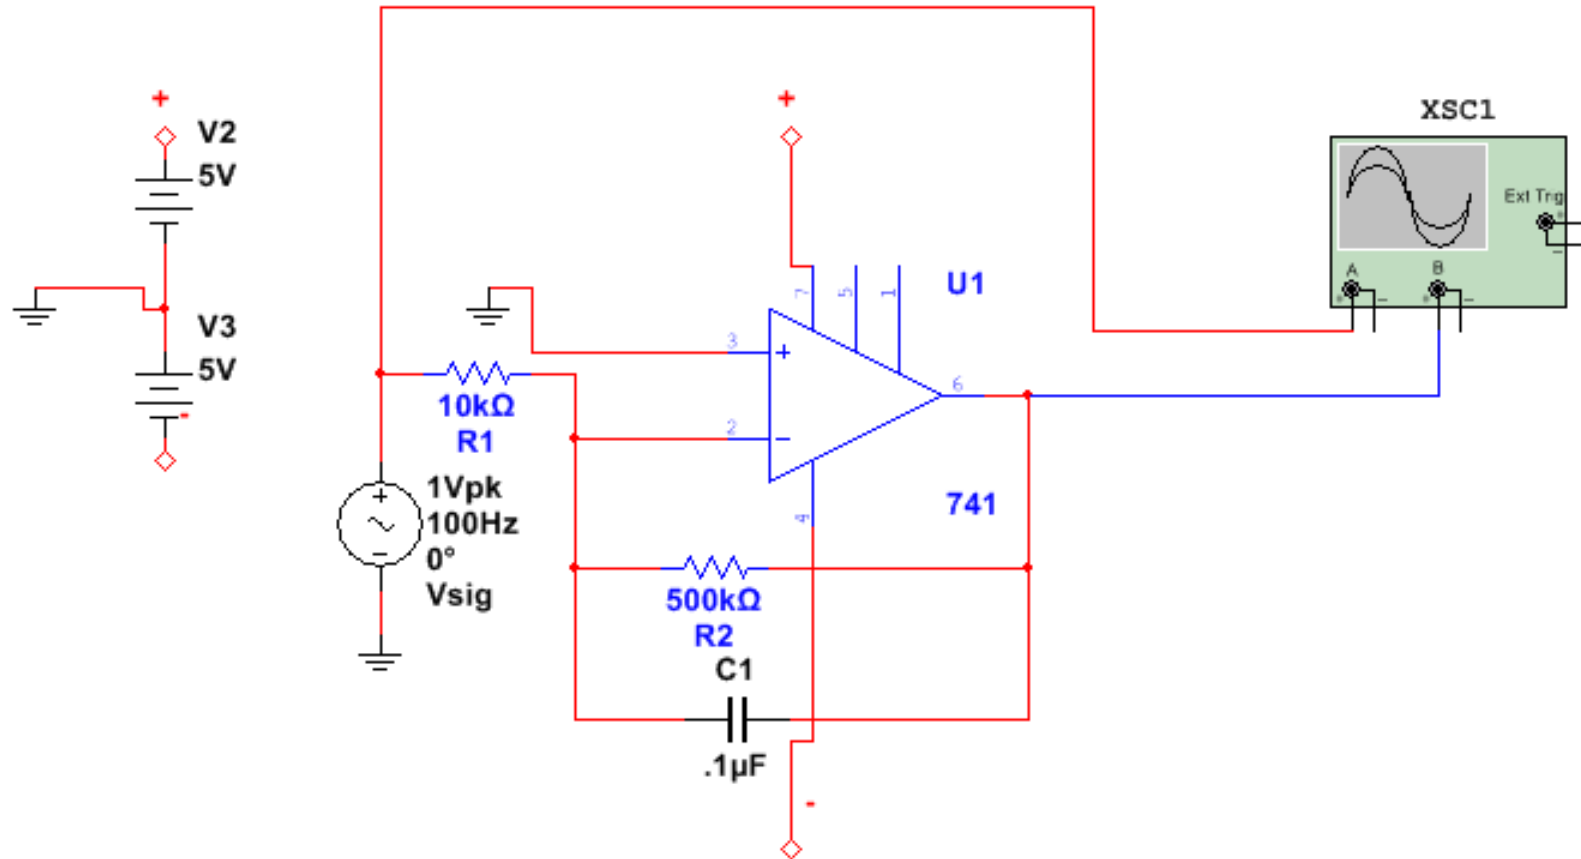 +
V2
5V
V3
5V
-
10kΩ
R1
1Vpk
100Hz
0°
Vsig
+
7
5
1
U1
3
+
2
−
6
4
741
500kΩ
R2
C1
.1µF
-
XSC1
Ext Trig
+
−
A
B
+
−
+
−
+
−